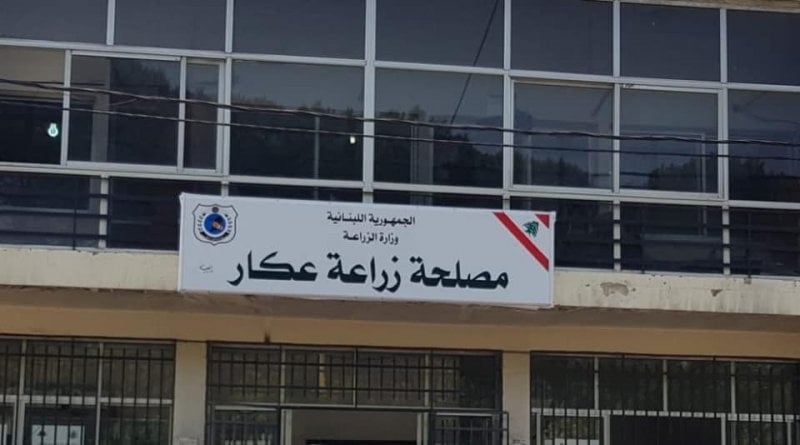 الجمهورية اللبنانية
وزارة الزراعة
مصلحة زراعة عكار